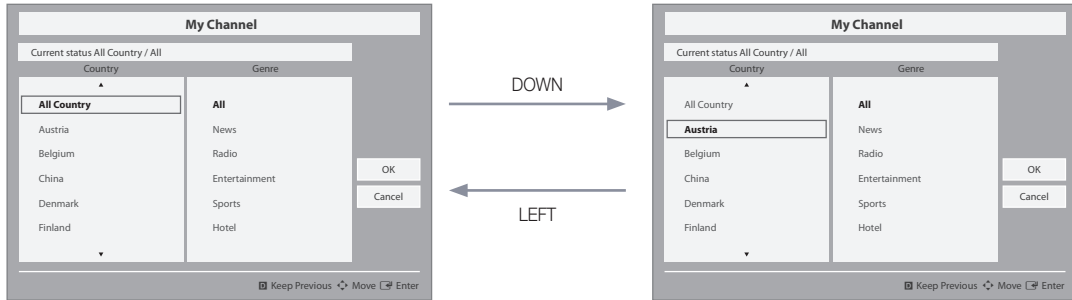 My Channel
Current status All Country / All
Country Genre
All Country All
Austria News
Belgium Radio
China Entertainment
Denmark Sports
Finland Hotel
OK
Cancel
D Keep Previous Move Enter
DOWN
LEFT
My Channel
Current status All Country / All
Country Genre
All Country All
Austria News
Belgium Radio
China Entertainment
Denmark Sports
Finland Hotel
OK
Cancel
D Keep Previous Move Enter